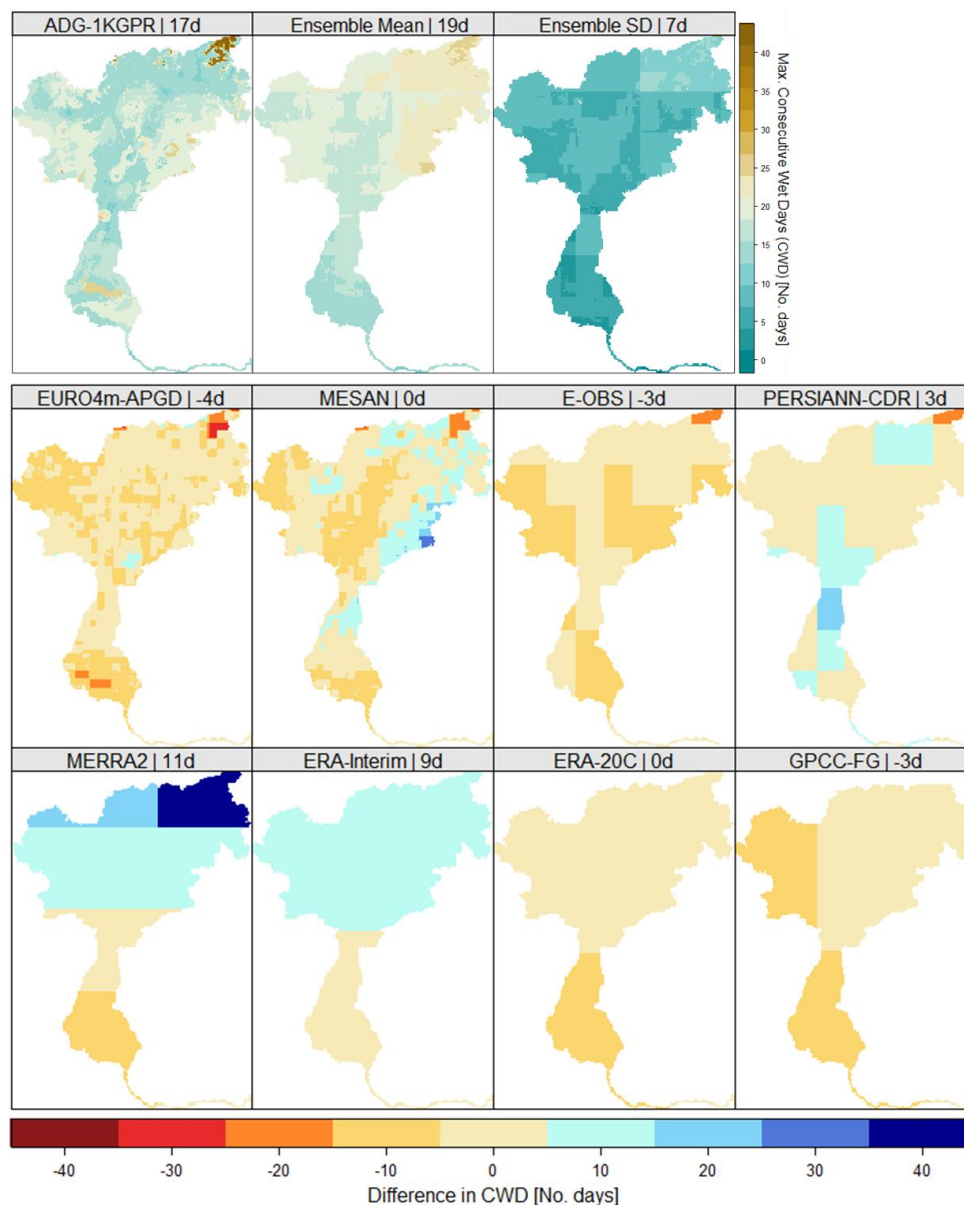 ADG-1KGPR | 17d
Ensemble Mean | 19d
Ensemble SD | 7d
40
35
30
25
20
15
10
5
0
Max. Consecutive Wet Days (CWD) [No. days]
EURO4m-APGD | -4d
MESAN | 0d
E-OBS | -3d
PERSIANN-CDR | 3d
MERRA2 | 11d
ERA-Interim | 9d
ERA-20C | 0d
GPCC-FG | -3d
-40 -30 -20 -10 0 10 20 30 40
Difference in CWD [No. days]